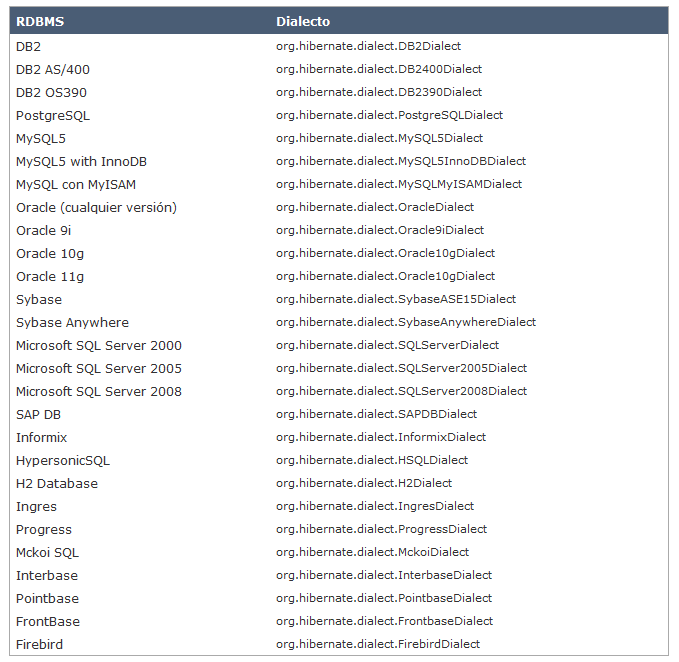 RDBMS Dialecto
DB2 org.hibernate.dialect.DB2Dialect
DB2 AS/400 org.hibernate.dialect.DB2400Dialect
DB2 OS390 org.hibernate.dialect.DB2390Dialect
PostgreSQL org.hibernate.dialect.PostgreSQLDialect
MySQL5 org.hibernate.dialect.MySQL5Dialect
MySQL5 with InnoDB org.hibernate.dialect.MySQL5InnoDBDialect
MySQL con MyISAM org.hibernate.dialect.MySQLMyISAMDialect
Oracle (cualquier versión) org.hibernate.dialect.OracleDialect
Oracle 9i org.hibernate.dialect.Oracle9iDialect
Oracle 10g org.hibernate.dialect.Oracle10gDialect
Oracle 11g org.hibernate.dialect.Oracle10gDialect
Sybase org.hibernate.dialect.SybaseASE15Dialect
Sybase Anywhere org.hibernate.dialect.SybaseAnywhereDialect
Microsoft SQL Server 2000 org.hibernate.dialect.SQLServerDialect
Microsoft SQL Server 2005 org.hibernate.dialect.SQLServer2005Dialect
Microsoft SQL Server 2008 org.hibernate.dialect.SQLServer2008Dialect
SAP DB org.hibernate.dialect.SAPDBDialect
Informix org.hibernate.dialect.InformixDialect
HypersonicSQL org.hibernate.dialect.HSQLDialect
H2 Database org.hibernate.dialect.H2Dialect
Ingres org.hibernate.dialect.IngresDialect
Progress org.hibernate.dialect.ProgressDialect
Mckoi SQL org.hibernate.dialect.MckoiDialect
Interbase org.hibernate.dialect.InterbaseDialect
Pointbase org.hibernate.dialect.PointbaseDialect
FrontBase org.hibernate.dialect.FrontbaseDialect
Firebird org.hibernate.dialect.FirebirdDialect